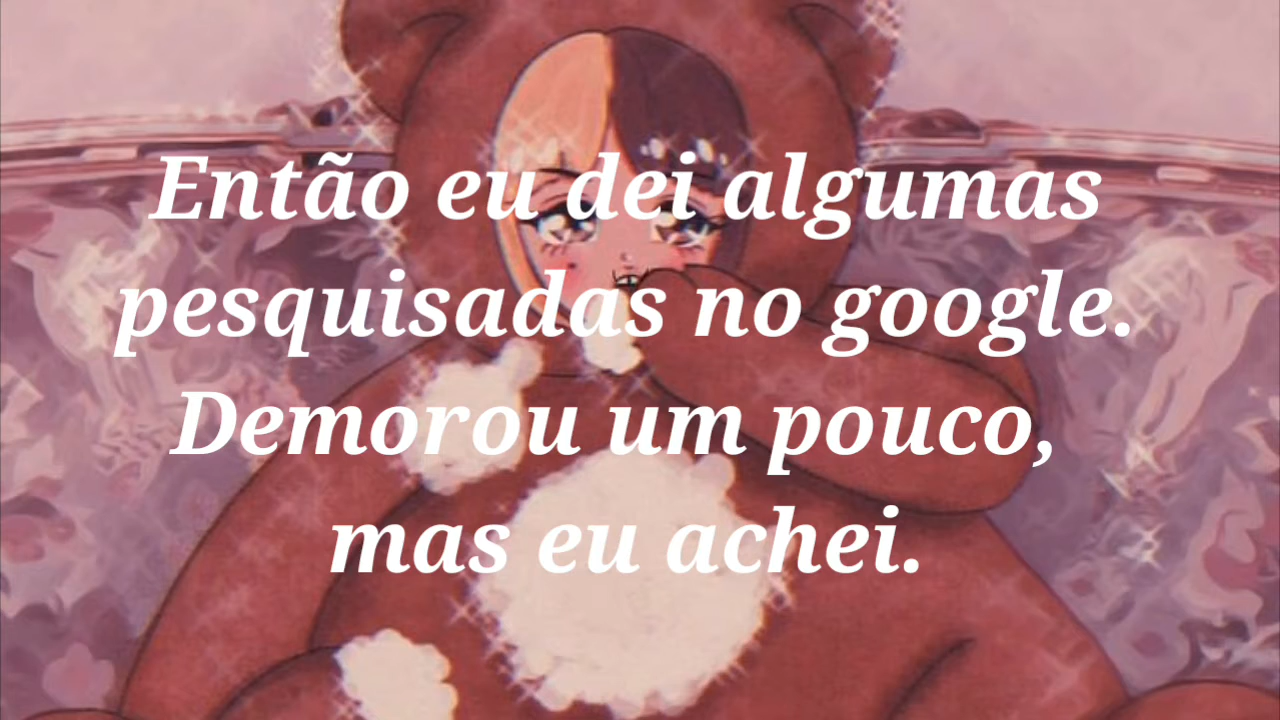 Então eu dei algumas
pesquisadas no google.
Demorou um pouco,
mas eu achei.